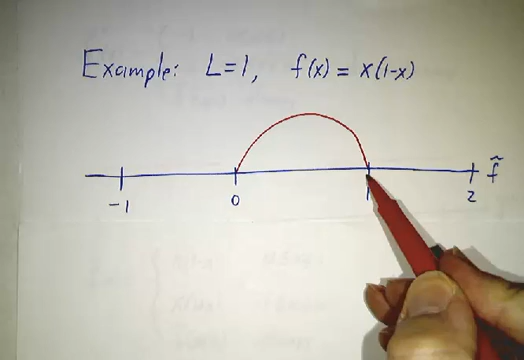 Example: L=1, f(x) = x(1-x)
f̃
-1 0 1 2